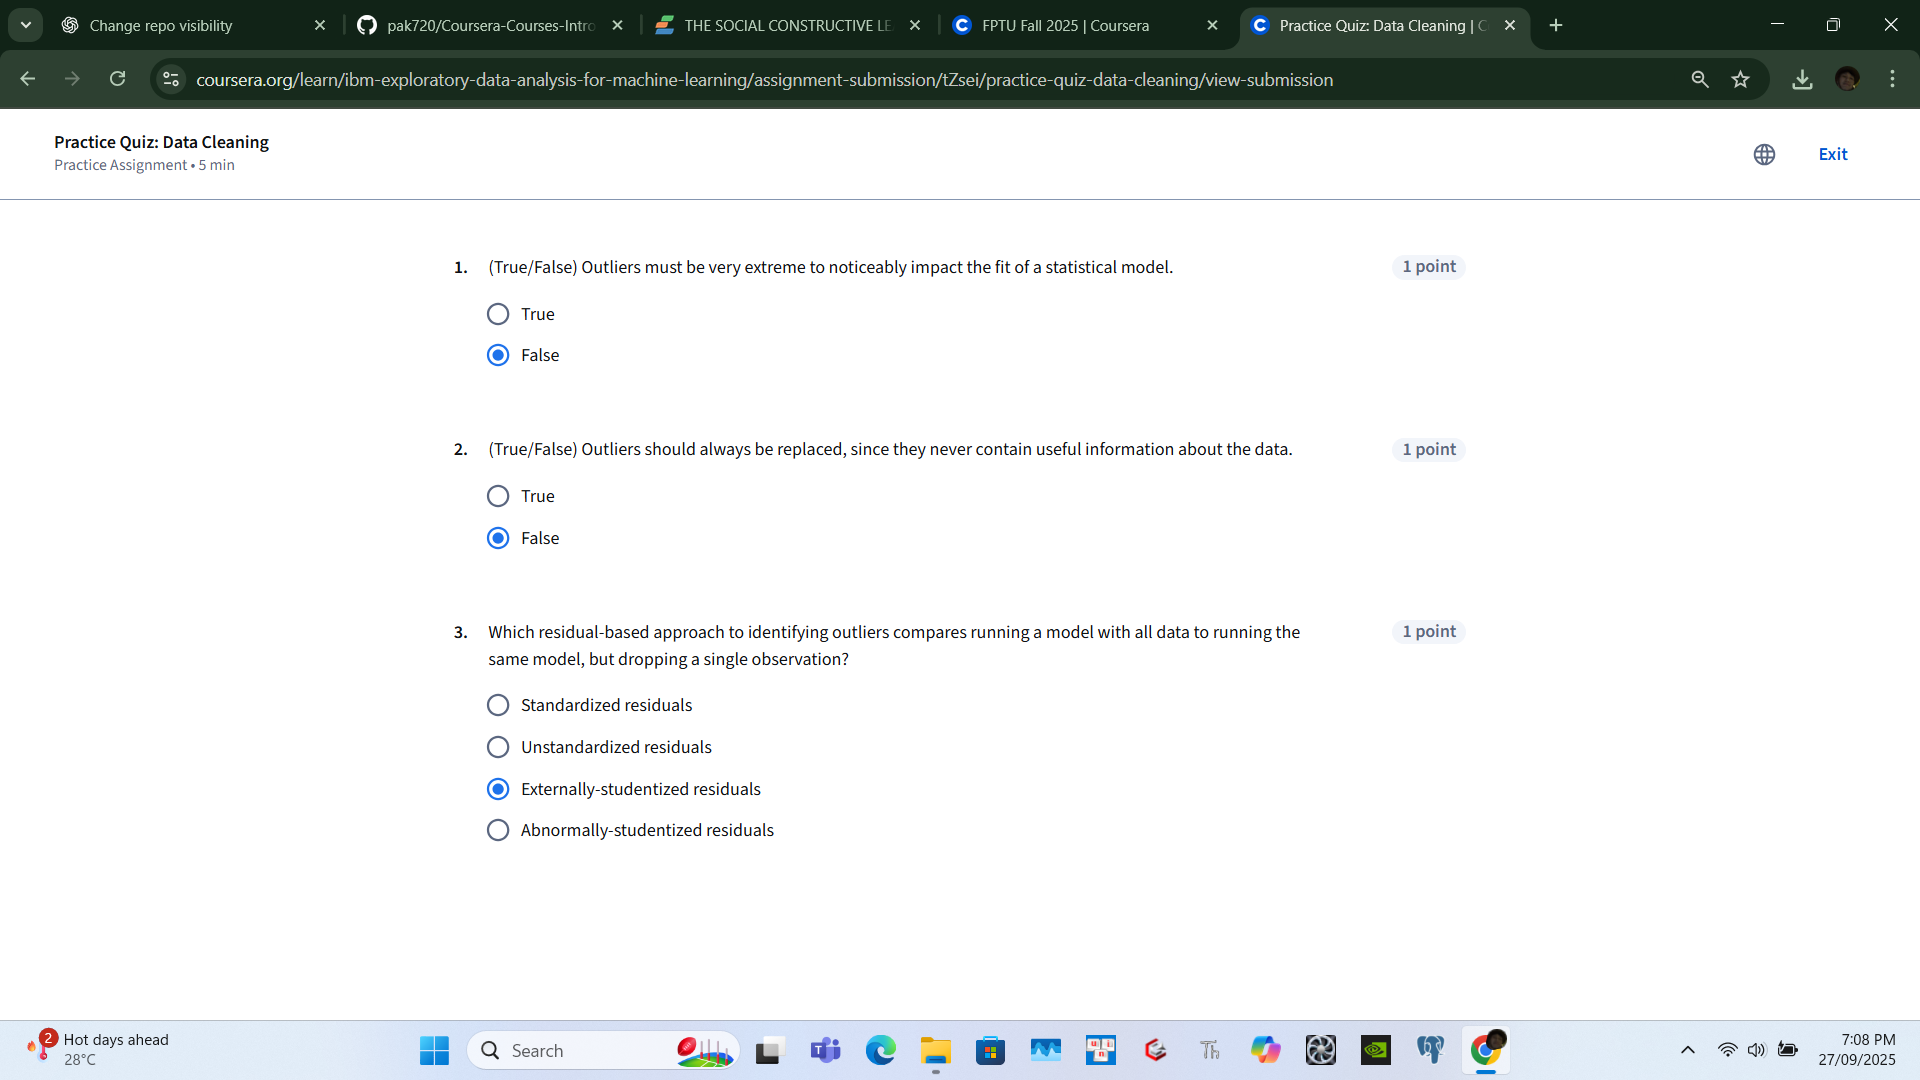 Change repo visibility
pak720/Coursera-Courses-Intro
THE SOCIAL CONSTRUCTIVE LE
FPTU Fall 2025 | Coursera
Practice Quiz: Data Cleaning | C
coursera.org/learn/ibm-exploratory-data-analysis-for-machine-learning/assignment-submission/tZsei/practice-quiz-data-cleaning/view-submission
Practice Quiz: Data Cleaning
Practice Assignment • 5 min
Exit
1. (True/False) Outliers must be very extreme to noticeably impact the fit of a statistical model.
1 point
True
False
2. (True/False) Outliers should always be replaced, since they never contain useful information about the data.
1 point
True
False
3. Which residual-based approach to identifying outliers compares running a model with all data to running the
same model, but dropping a single observation?
1 point
Standardized residuals
Unstandardized residuals
Externally-studentized residuals
Abnormally-studentized residuals
2
Hot days ahead
28°C
Search
Th
7:08 PM
27/09/2025